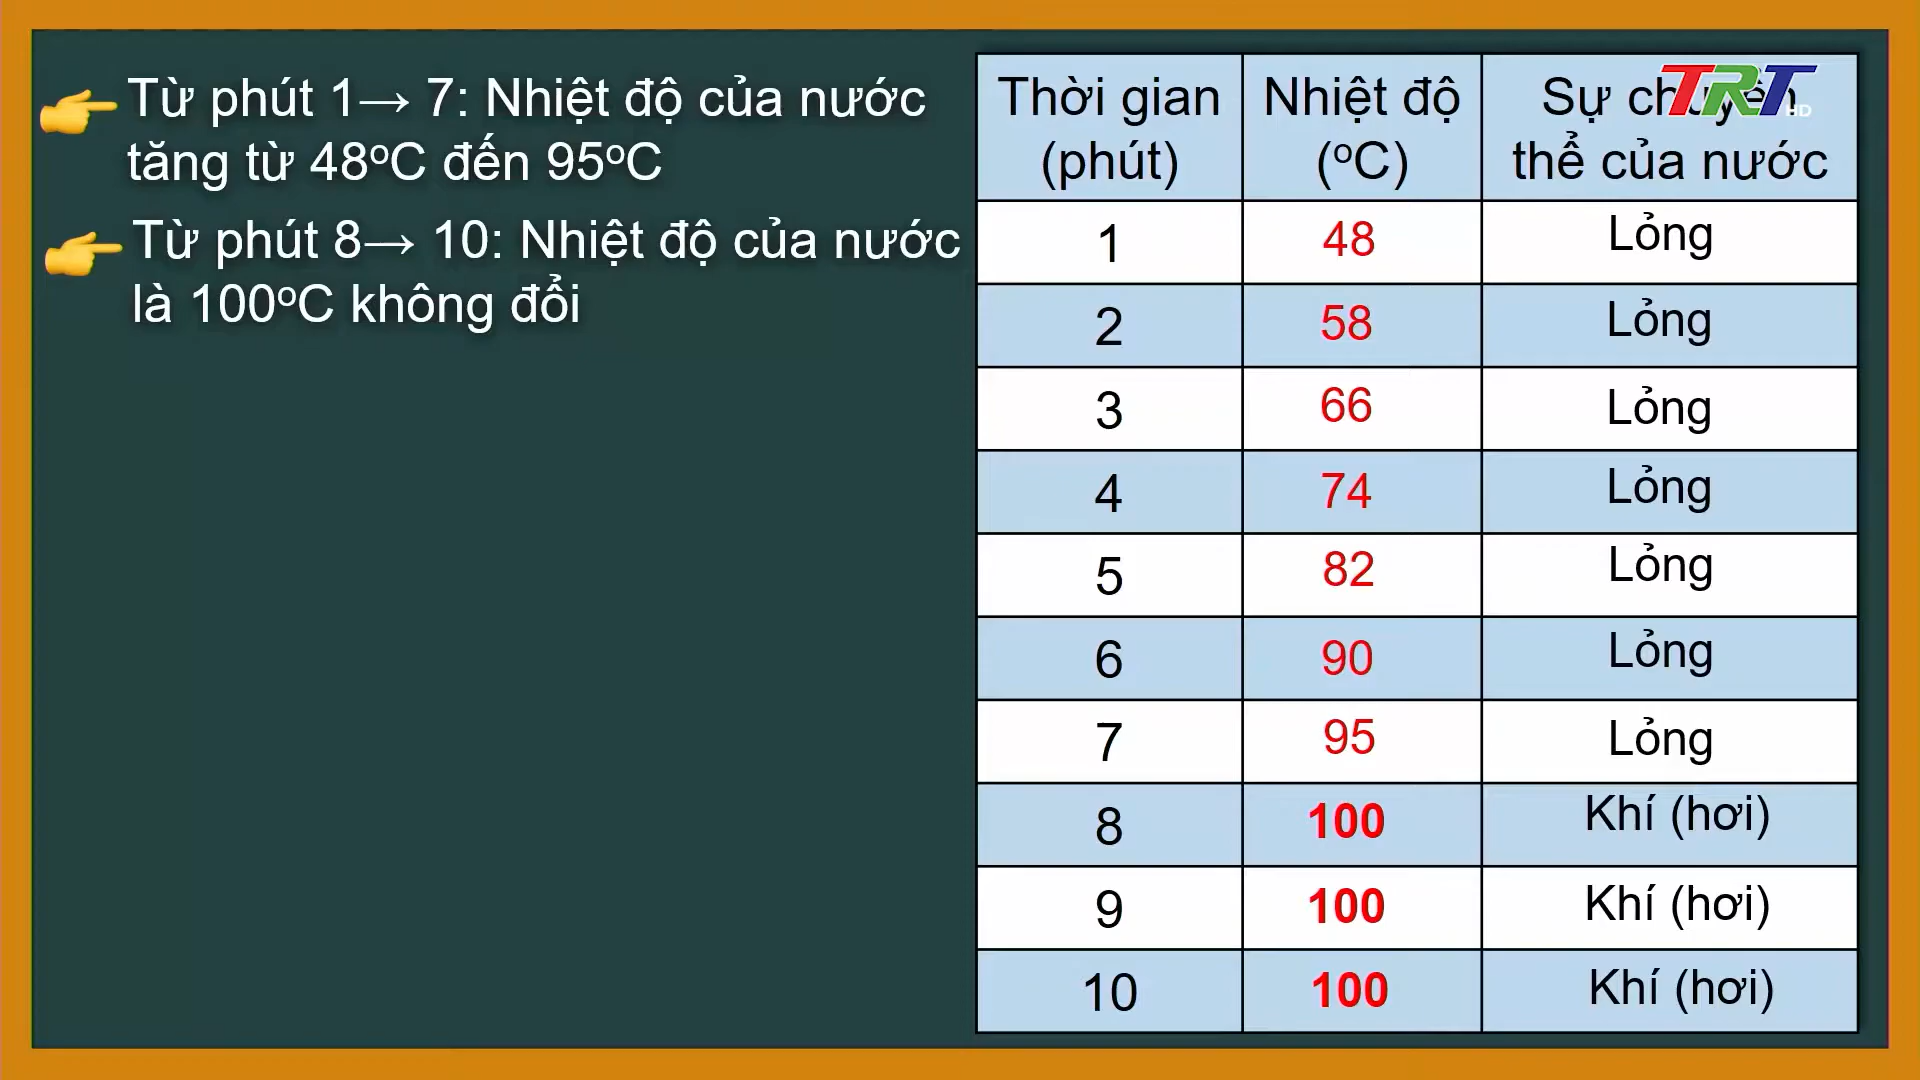 Từ phút 1→ 7: Nhiệt độ của nước
tăng từ 48ºC đến 95ºC
Từ phút 8→ 10: Nhiệt độ của nước
là 100ºC không đổi
Thời gian (phút) Nhiệt độ (ºC) Sự chuyển thể của nước
1 48 Lỏng
2 58 Lỏng
3 66 Lỏng
4 74 Lỏng
5 82 Lỏng
6 90 Lỏng
7 95 Lỏng
8 100 Khí (hơi)
9 100 Khí (hơi)
10 100 Khí (hơi)
TRT HD